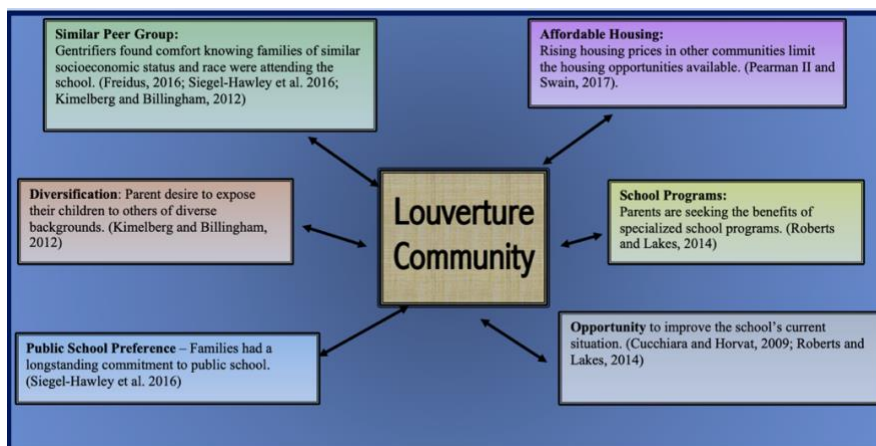 Similar Peer Group:
Gentrifiers found comfort knowing families of similar
socioeconomic status and race were attending the
school. (Freidus, 2016; Siegel-Hawley et al. 2016;
Kimelberg and Billingham, 2012)
Affordable Housing:
Rising housing prices in other communities limit
the housing opportunities available. (Pearman II and
Swain, 2017).
Diversification: Parent desire to expose
their children to others of diverse
backgrounds. (Kimelberg and Billingham,
2012)
Louverture
Community
School Programs:
Parents are seeking the benefits of
specialized school programs. (Roberts
and Lakes, 2014)
Public School Preference – Families had a
longstanding commitment to public school.
(Siegel-Hawley et al. 2016)
Opportunity to improve the school's current
situation. (Cucchiara and Horvat, 2009; Roberts and
Lakes, 2014)